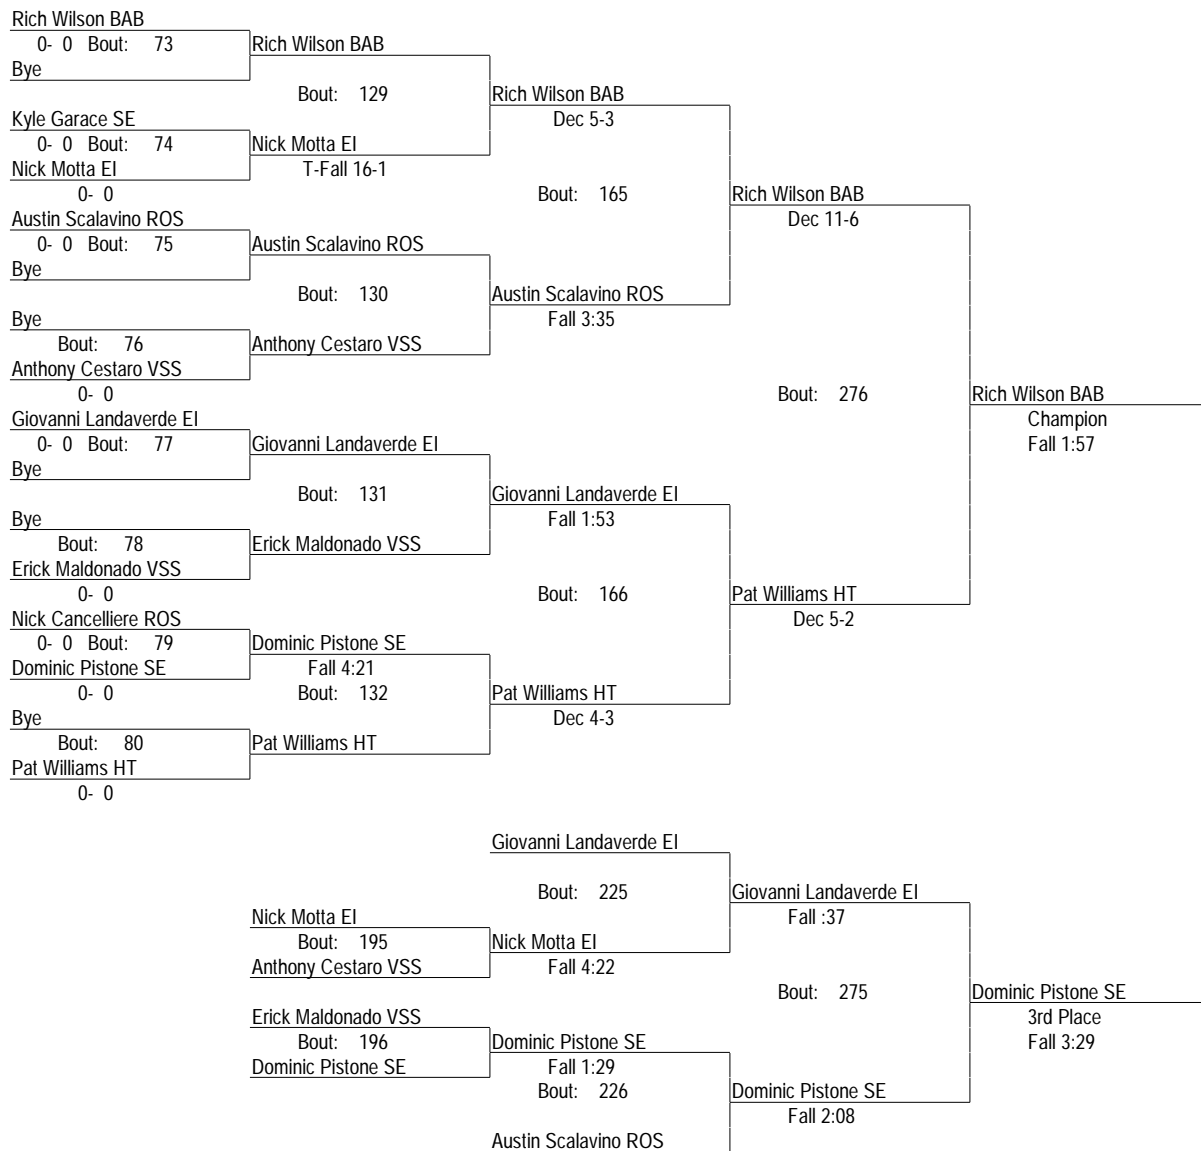 Rich Wilson BAB
0- 0 Bout: 73
Rich Wilson BAB
Bye
Bout: 129
Rich Wilson BAB
Kyle Garace SE
Dec 5-3
0- 0 Bout: 74
Nick Motta EI
Nick Motta EI
T-Fall 16-1
0- 0
Bout: 165
Rich Wilson BAB
Austin Scalavino ROS
Dec 11-6
0- 0 Bout: 75
Austin Scalavino ROS
Bye
Bout: 130
Austin Scalavino ROS
Bye
Fall 3:35
Bout: 76
Anthony Cestaro VSS
Anthony Cestaro VSS
0- 0
Bout: 276
Rich Wilson BAB
Giovanni Landaverde EI
Champion
0- 0 Bout: 77
Giovanni Landaverde EI
Fall 1:57
Bye
Bout: 131
Giovanni Landaverde EI
Bye
Fall 1:53
Bout: 78
Erick Maldonado VSS
Erick Maldonado VSS
0- 0
Bout: 166
Pat Williams HT
Nick Cancelliere ROS
Dec 5-2
0- 0 Bout: 79
Dominic Pistone SE
Dominic Pistone SE
Fall 4:21
0- 0
Bout: 132
Pat Williams HT
Bye
Dec 4-3
Bout: 80
Pat Williams HT
Pat Williams HT
0- 0
Giovanni Landaverde EI
Bout: 225
Giovanni Landaverde EI
Nick Motta EI
Fall :37
Bout: 195
Nick Motta EI
Anthony Cestaro VSS
Fall 4:22
Bout: 275
Dominic Pistone SE
Erick Maldonado VSS
3rd Place
Bout: 196
Dominic Pistone SE
Fall 3:29
Dominic Pistone SE
Fall 1:29
Bout: 226
Dominic Pistone SE
Fall 2:08
Austin Scalavino ROS